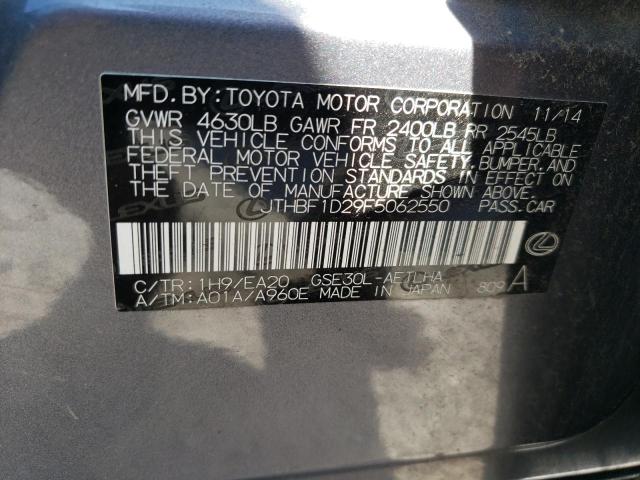 MFD. BY: TOYOTA MOTOR CORPORATION 11/14
GVWR 4630LB GAWR FR 2400LB RR 2545LB
THIS VEHICLE CONFORMS TO ALL APPLICABLE
FEDERAL MOTOR VEHICLE SAFETY, BUMPER, AND
THEFT PREVENTION STANDARDS IN EFFECT ON
THE DATE OF MANUFACTURE SHOWN ABOVE.
JTHBF1D29F5062550 PASS. CAR
C/TR: 1H9/EA20 GSE30L-AETLHA
A/TM: A01A/A960E MADE IN JAPAN 809 A